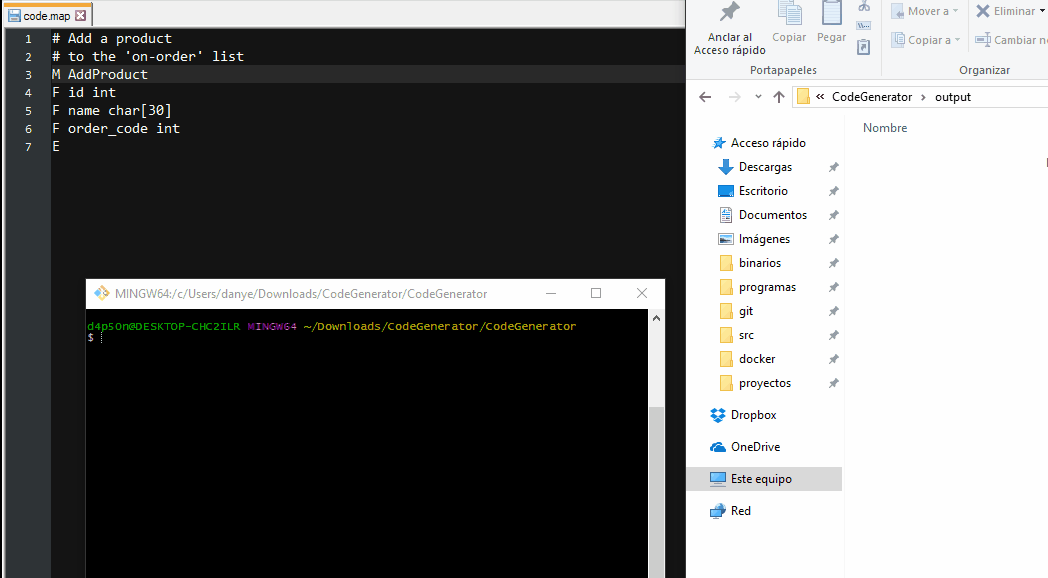 code.map
1 # Add a product
2 # to the 'on-order' list
3 M AddProduct
4 F id int
5 F name char[30]
6 F order_code int
7 E
MINGW64:/c/Users/danye/Downloads/CodeGenerator/CodeGenerator
d4p5On@DESKTOP-CHC2ILR MINGW64 ~/Downloads/CodeGenerator/CodeGenerator
$
Anclar al
Acceso rápido
Copiar
Pegar
Portapapeles
Mover a
Copiar a
Eliminar
Cambiar
Organizar
« CodeGenerator › output
Nombre
Acceso rápido
Descargas
Escritorio
Documentos
Imágenes
binarios
programas
git
src
docker
proyectos
Dropbox
OneDrive
Este equipo
Red